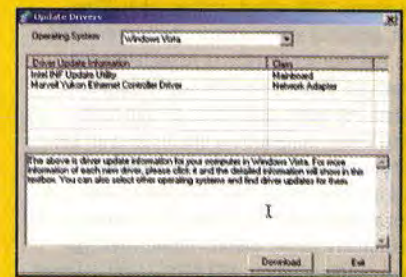 Update Drivers
Operating System
Windows Vista
Driver Update Information Class
Intel INF Update Utility Mainboard
Marvell Yukon Ethernet Controller Driver Network Adapter
The above is driver update information for your computer in Windows Vista. For more
information of each new driver, please click it and the detailed information will show in this
textbox. You can also select other operating systems and find driver updates for them.
Download Exit